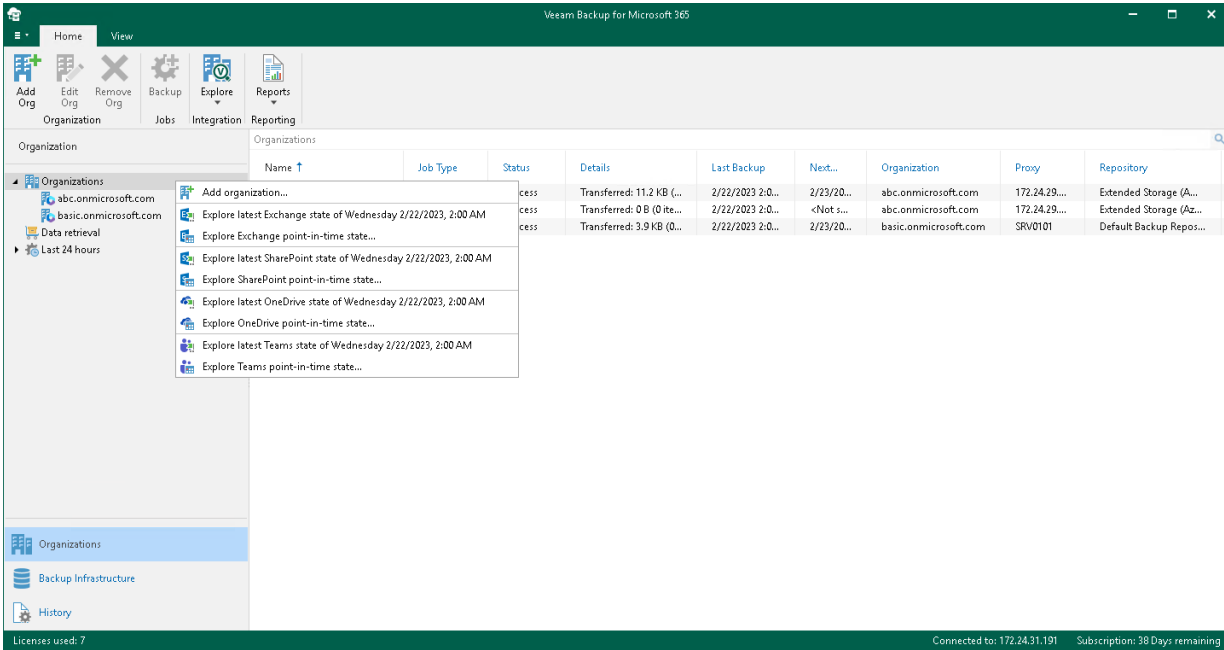 Veeam Backup for Microsoft 365
Home View
Add Org
Edit Org
Remove Org
Backup
Explore
Reports
Organization Jobs Integration Reporting
Organization
Organizations
abc.onmicrosoft.com
basic.onmicrosoft.com
Data retrieval
Last 24 hours
Organizations
Backup Infrastructure
History
Organizations
Name ↑ Job Type Status Details Last Backup Next... Organization Proxy Repository
cess Transferred: 11.2 KB (... 2/22/2023 2:0... 2/23/20... abc.onmicrosoft.com 172.24.29.... Extended Storage (A...
cess Transferred: 0 B (0 ite... 2/22/2023 2:0... <Not s... abc.onmicrosoft.com 172.24.29.... Extended Storage (Az...
cess Transferred: 3.9 KB (0... 2/22/2023 2:0... 2/23/20... basic.onmicrosoft.com SRV0101 Default Backup Repos...
Add organization...
Explore latest Exchange state of Wednesday 2/22/2023, 2:00 AM
Explore Exchange point-in-time state...
Explore latest SharePoint state of Wednesday 2/22/2023, 2:00 AM
Explore SharePoint point-in-time state...
Explore latest OneDrive state of Wednesday 2/22/2023, 2:00 AM
Explore OneDrive point-in-time state...
Explore latest Teams state of Wednesday 2/22/2023, 2:00 AM
Explore Teams point-in-time state...
Licenses used: 7
Connected to: 172.24.31.191 Subscription: 38 Days remaining